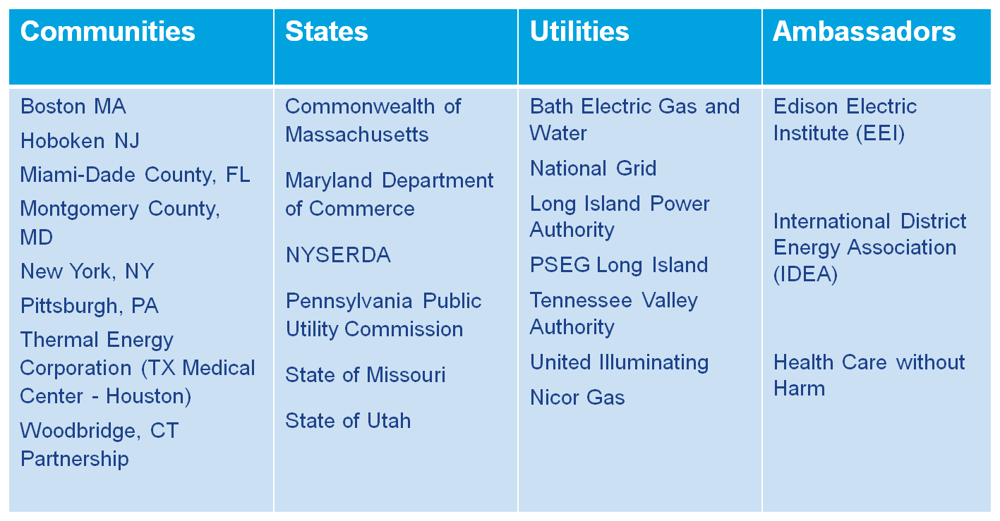 Communities
States
Utilities
Ambassadors
Boston MA
Hoboken NJ
Miami-Dade County, FL
Montgomery County,
MD
New York, NY
Pittsburgh, PA
Thermal Energy
Corporation (TX Medical
Center - Houston)
Woodbridge, CT
Partnership
Commonwealth of
Massachusetts
Maryland Department
of Commerce
NYSERDA
Pennsylvania Public
Utility Commission
State of Missouri
State of Utah
Bath Electric Gas and
Water
National Grid
Long Island Power
Authority
PSEG Long Island
Tennessee Valley
Authority
United Illuminating
Nicor Gas
Edison Electric
Institute (EEI)
International District
Energy Association
(IDEA)
Health Care without
Harm